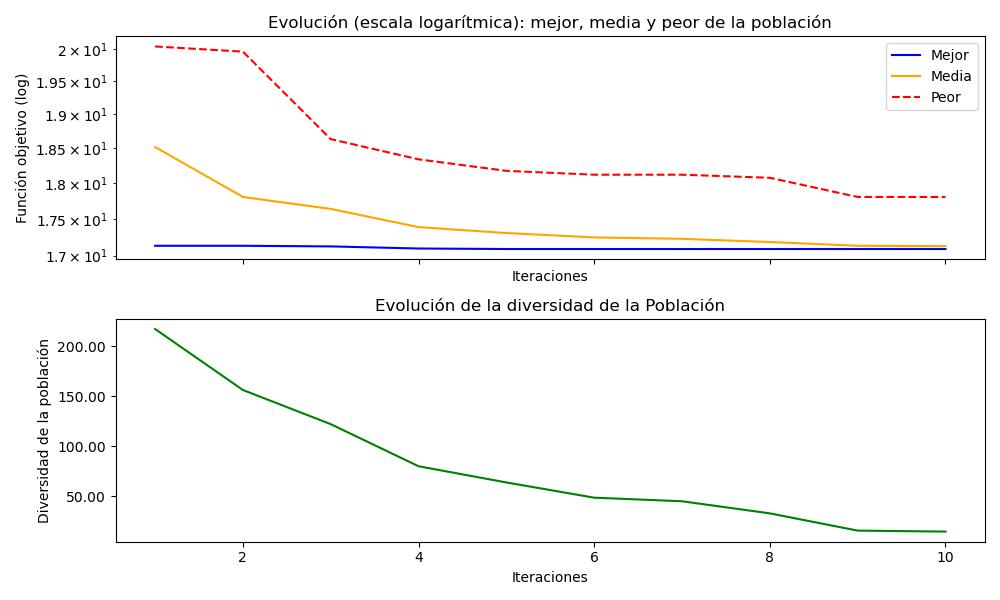 Evolución (escala logarítmica): mejor, media y peor de la población
Función objetivo (log)
2 × 10¹
1.95 × 10¹
1.9 × 10¹
1.85 × 10¹
1.8 × 10¹
1.75 × 10¹
1.7 × 10¹
Mejor
Media
Peor
Iteraciones
Evolución de la diversidad de la Población
Diversidad de la población
200.00
150.00
100.00
50.00
2 4 6 8 10
Iteraciones